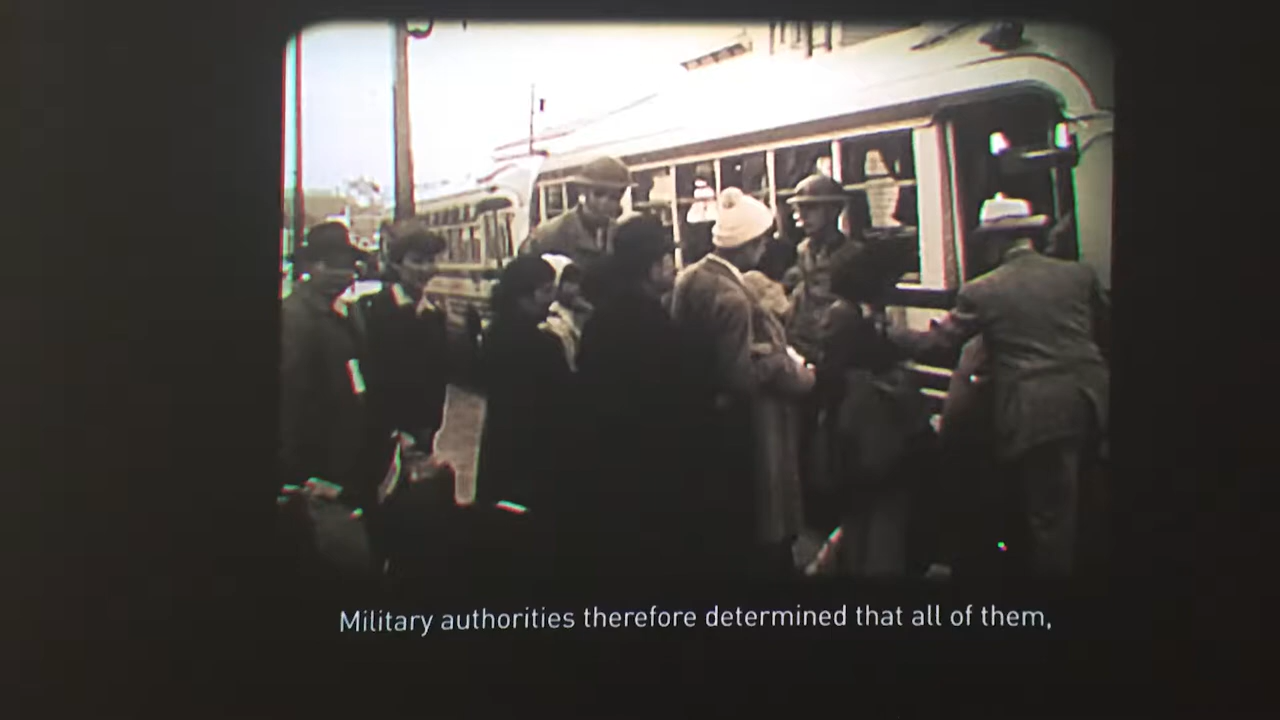 Military authorities therefore determined that all of them,